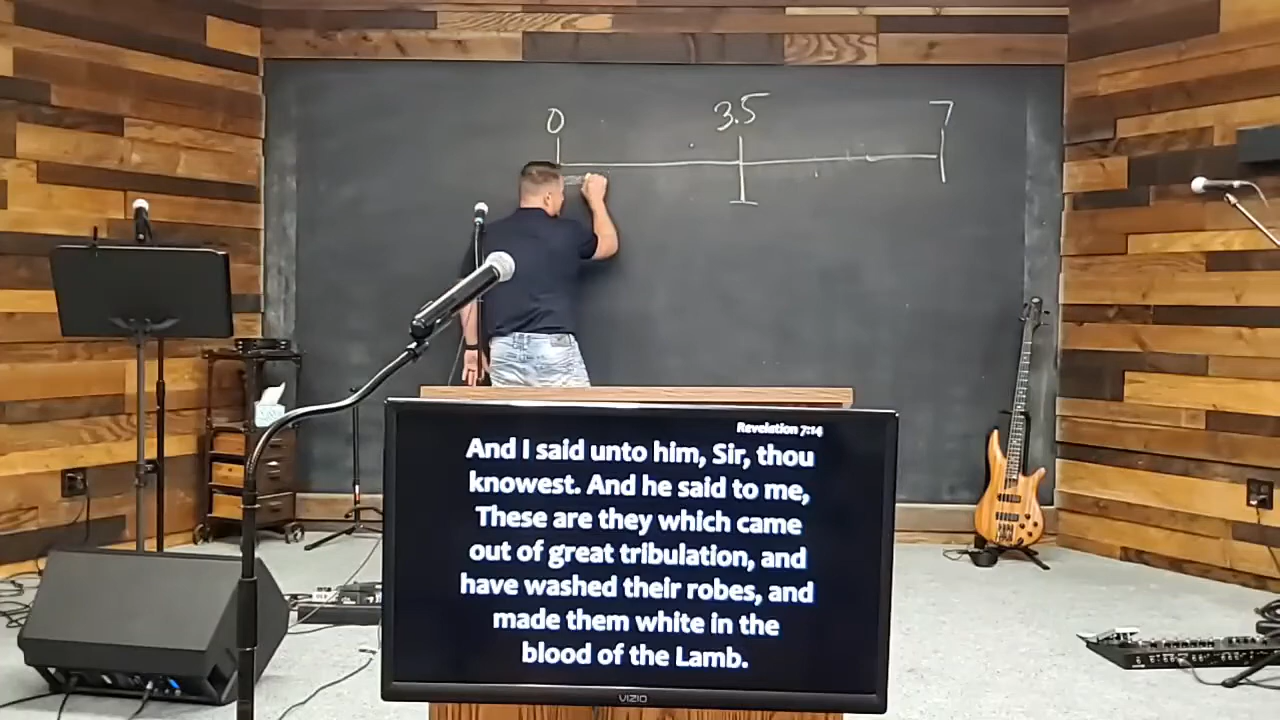 0 3.5 7
Revelation 7:14
And I said unto him, Sir, thou
knowest. And he said to me,
These are they which came
out of great tribulation, and
have washed their robes, and
made them white in the
blood of the Lamb.
VIZIO